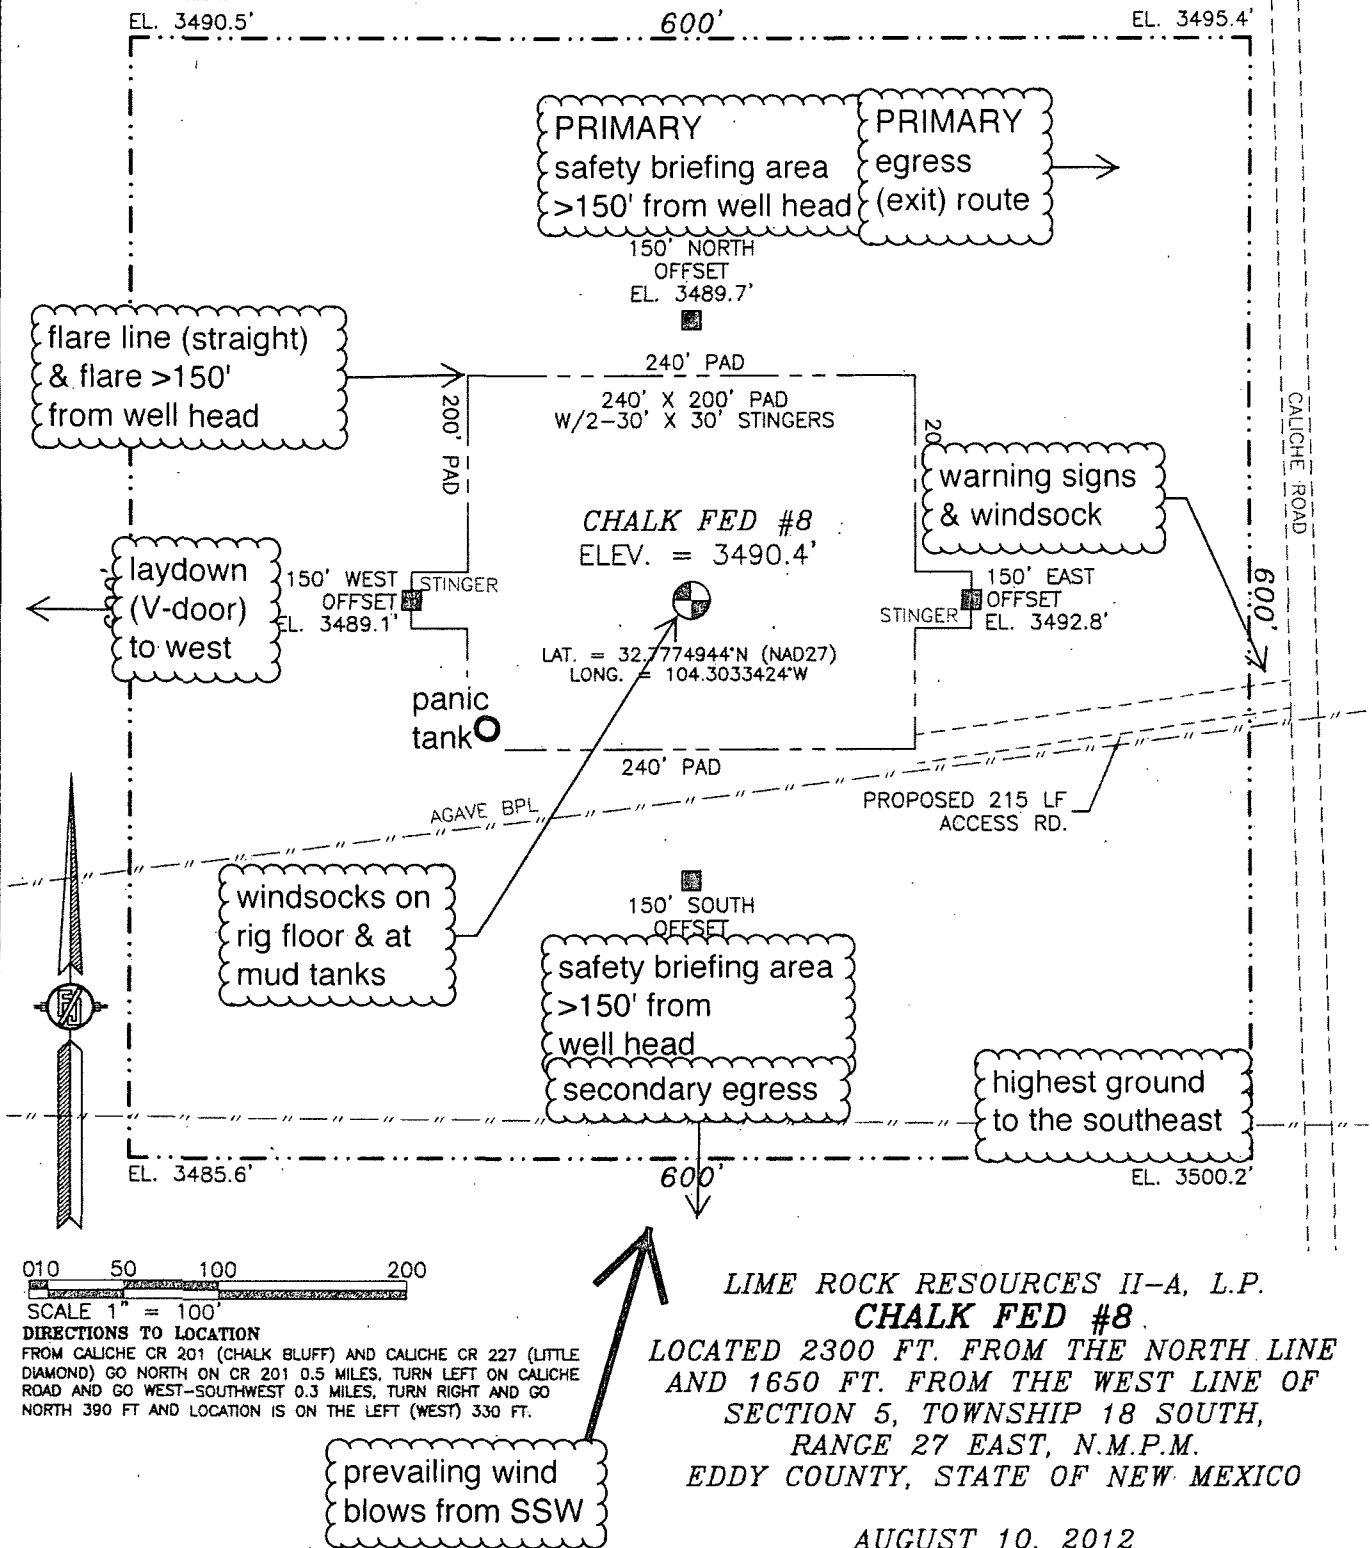 EL. 3490.5'
600'
EL. 3495.4'
PRIMARY
safety briefing area
>150' from well head
PRIMARY
egress
(exit) route
150' NORTH
OFFSET
EL. 3489.7'
flare line (straight)
& flare >150'
from well head
240' PAD
240' X 200' PAD
W/2-30' X 30' STINGERS
200' PAD
20
CALICHE ROAD
warning signs
& windsock
CHALK FED #8
ELEV. = 3490.4'
laydown
(V-door)
to west
150' WEST
OFFSET
EL. 3489.1'
STINGER
STINGER
150' EAST
OFFSET
EL. 3492.8'
600'
LAT. = 32.7774944°N (NAD27)
LONG. = 104.3033424°W
panic
tank
240' PAD
AGAVE BPL
PROPOSED 215 LF
ACCESS RD.
windsocks on
rig floor & at
mud tanks
150' SOUTH
OFFSET
safety briefing area
>150' from
well head
secondary egress
highest ground
to the southeast
EL. 3485.6'
600'
EL. 3500.2'
010 50 100 200
SCALE 1" = 100'
DIRECTIONS TO LOCATION
FROM CALICHE CR 201 (CHALK BLUFF) AND CALICHE CR 227 (LITTLE
DIAMOND) GO NORTH ON CR 201 0.5 MILES, TURN LEFT ON CALICHE
ROAD AND GO WEST-SOUTHWEST 0.3 MILES, TURN RIGHT AND GO
NORTH 390 FT AND LOCATION IS ON THE LEFT (WEST) 330 FT.
prevailing wind
blows from SSW
LIME ROCK RESOURCES II-A, L.P.
CHALK FED #8
LOCATED 2300 FT. FROM THE NORTH LINE
AND 1650 FT. FROM THE WEST LINE OF
SECTION 5, TOWNSHIP 18 SOUTH,
RANGE 27 EAST, N.M.P.M.
EDDY COUNTY, STATE OF NEW MEXICO
AUGUST 10, 2012